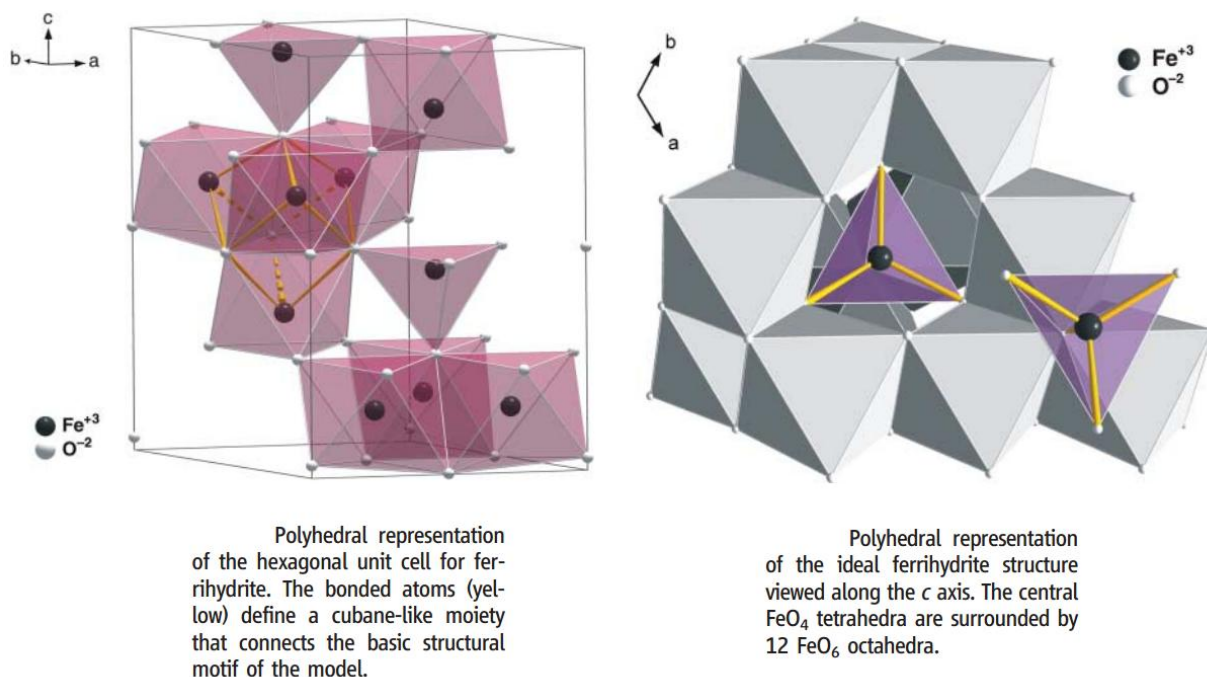 c
b
a
Fe+3
O−2
b
a
Fe+3
O−2
Polyhedral representation
of the hexagonal unit cell for fer-
rihydrite. The bonded atoms (yel-
low) define a cubane-like moiety
that connects the basic structural
motif of the model.
Polyhedral representation
of the ideal ferrihydrite structure
viewed along the c axis. The central
FeO4 tetrahedra are surrounded by
12 FeO6 octahedra.